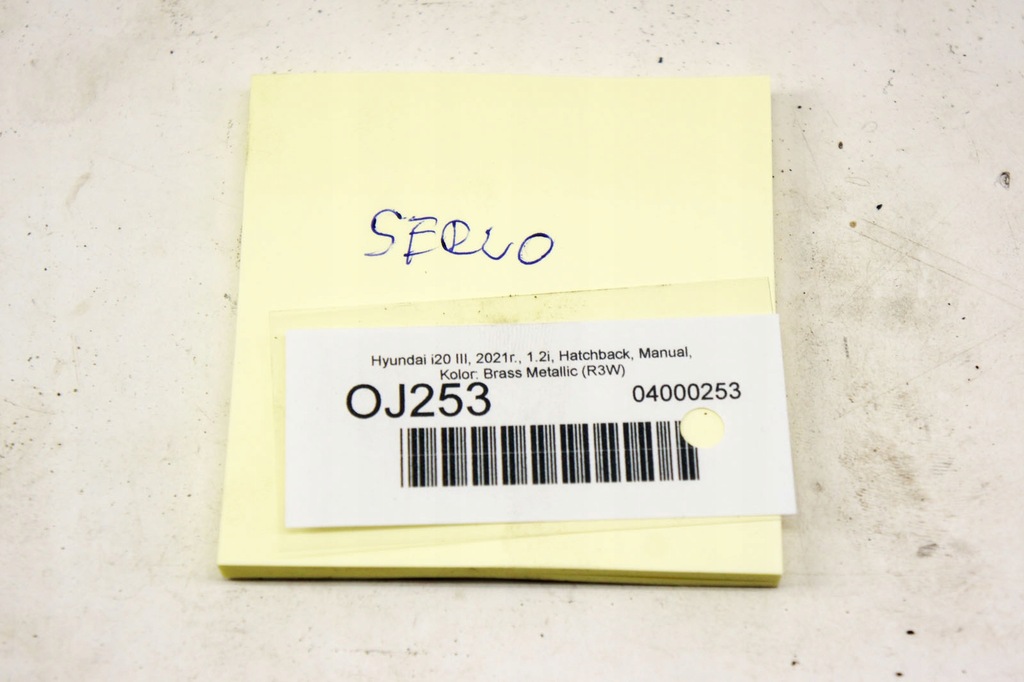 SERVO
Hyundai i20 III, 2021r., 1.2i, Hatchback, Manual,
Kolor: Brass Metallic (R3W)
OJ253 04000253